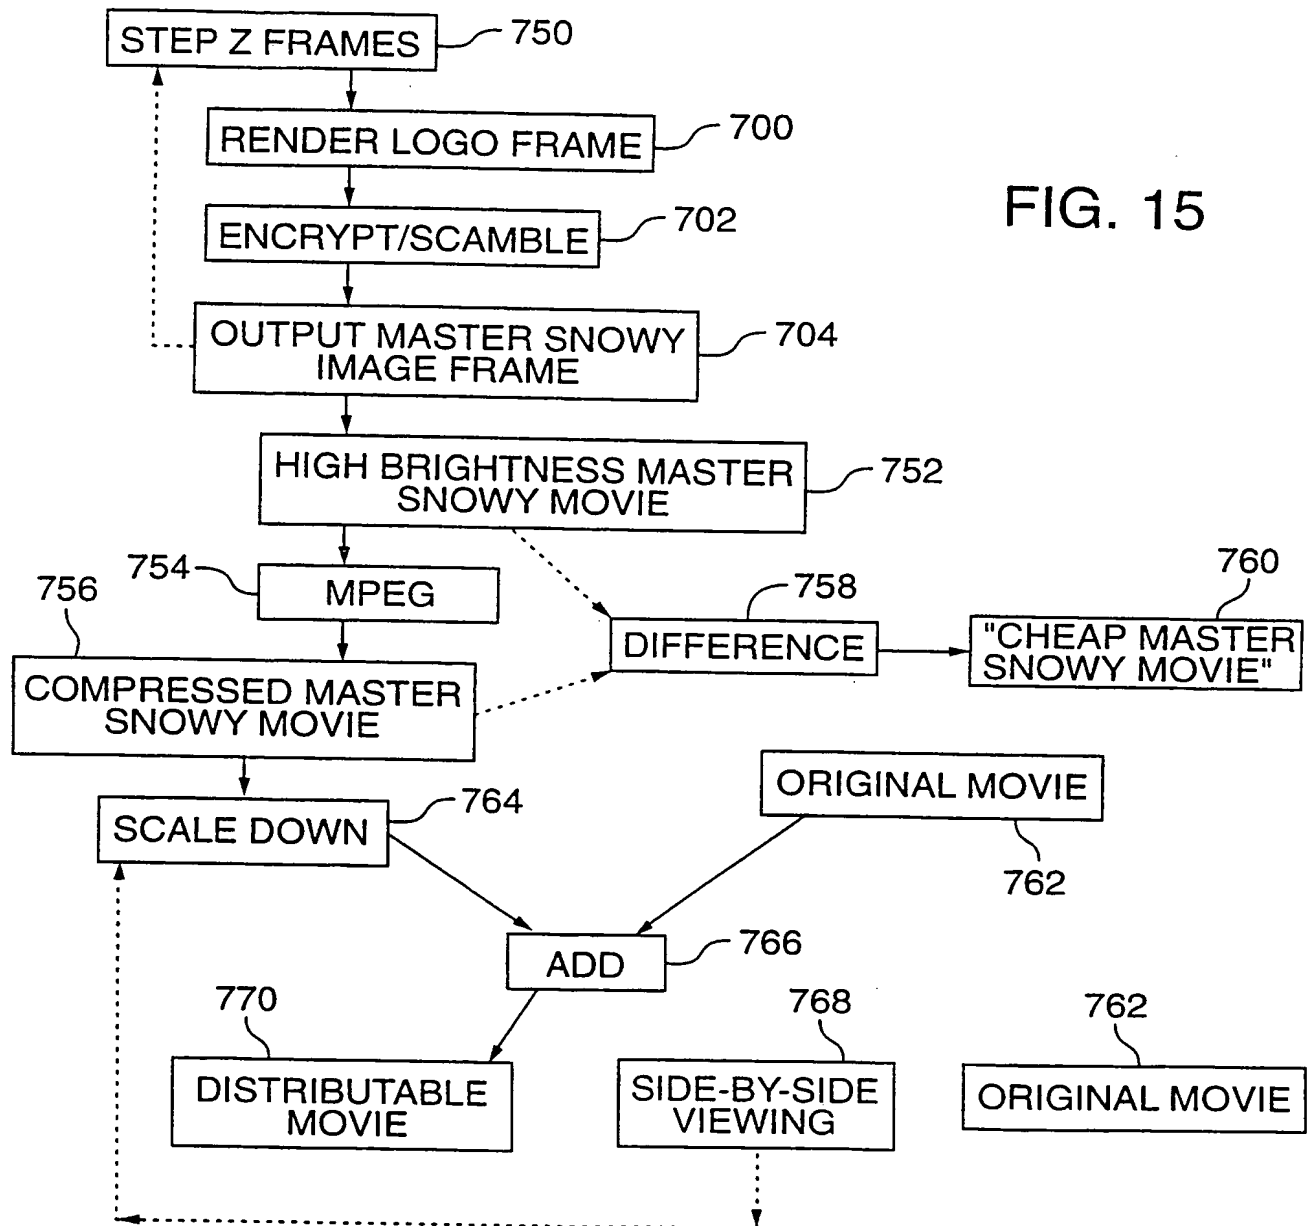 STEP Z FRAMES
750
RENDER LOGO FRAME
700
FIG. 15
ENCRYPT/SCAMBLE
702
OUTPUT MASTER SNOWY
IMAGE FRAME
704
HIGH BRIGHTNESS MASTER
SNOWY MOVIE
752
754
MPEG
756
758
760
DIFFERENCE
"CHEAP MASTER
SNOWY MOVIE"
COMPRESSED MASTER
SNOWY MOVIE
ORIGINAL MOVIE
762
764
SCALE DOWN
ADD
766
770
768
762
DISTRIBUTABLE
MOVIE
SIDE-BY-SIDE
VIEWING
ORIGINAL MOVIE